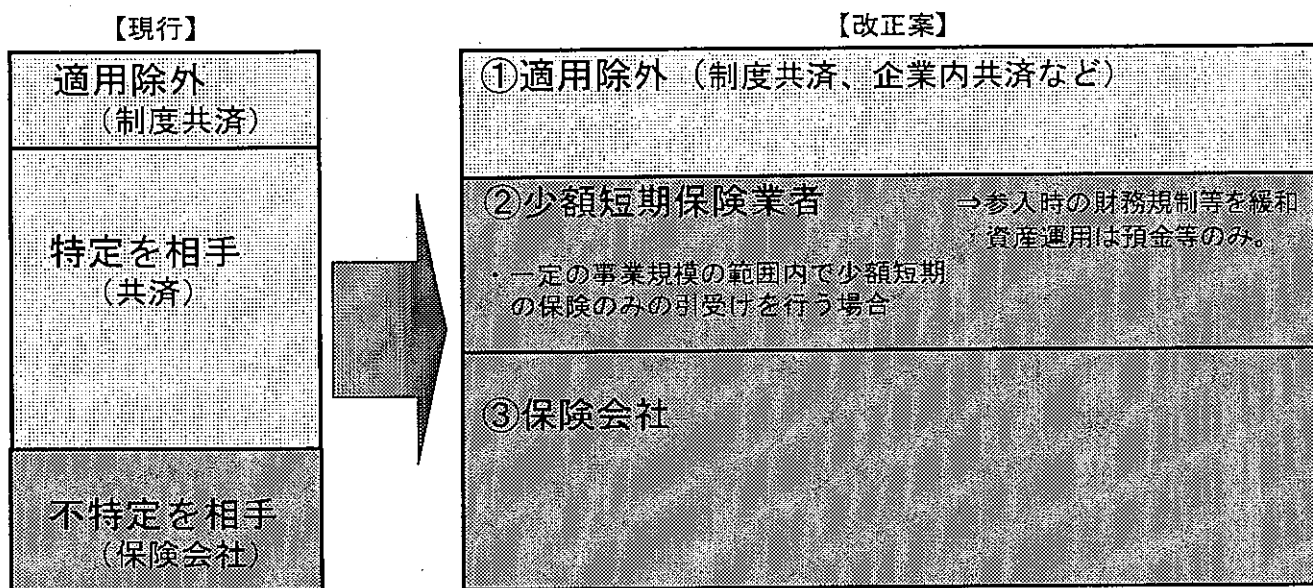 【現行】
適用除外
(制度共済)
特定を相手
(共済)
不特定を相手
(保険会社)
【改正案】
①適用除外 (制度共済、企業内共済など)
②少額短期保険業者 ⇒参入時の財務規制等を緩和
・資産運用は預金等のみ。
・一定の事業規模の範囲内で少額短期
の保険のみの引受けを行う場合
③保険会社